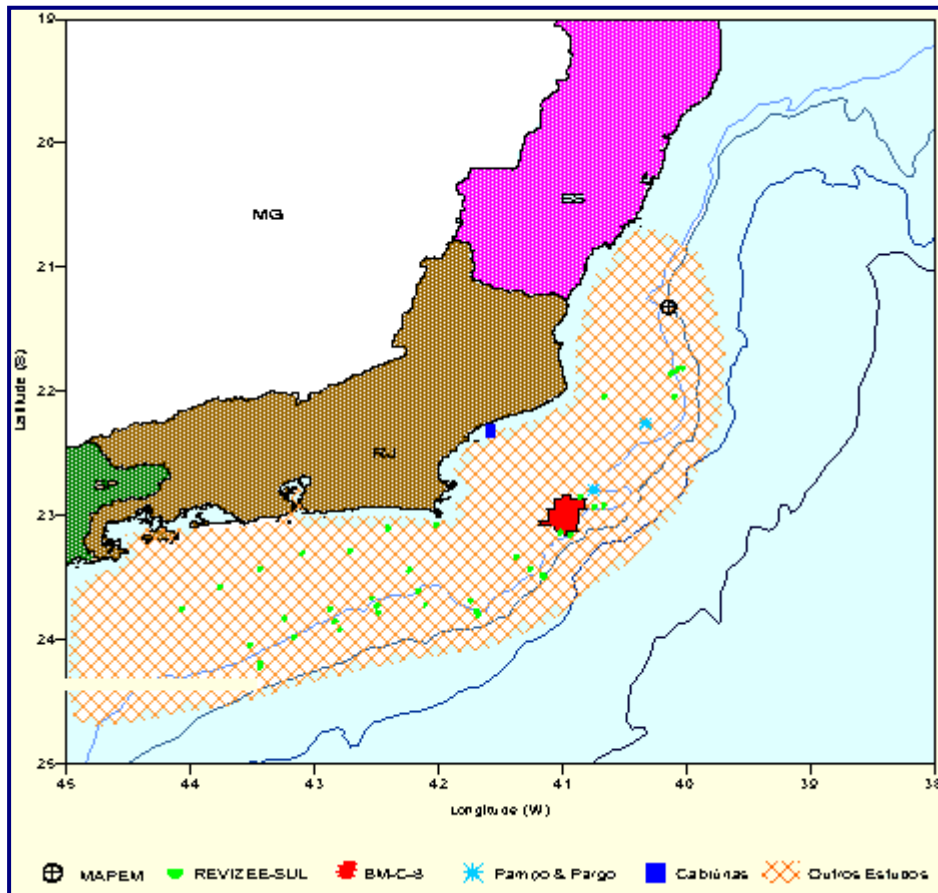 19
20
21
22
23
24
25
Latitude (S)
MG
ES
RJ
SP
45 44 43 42 41 40 39 38
Longitude (W)
MAPEM REVIZEE-SUL BM-C-8 Pampo & Pargo Cabiúnas Outros Estudos